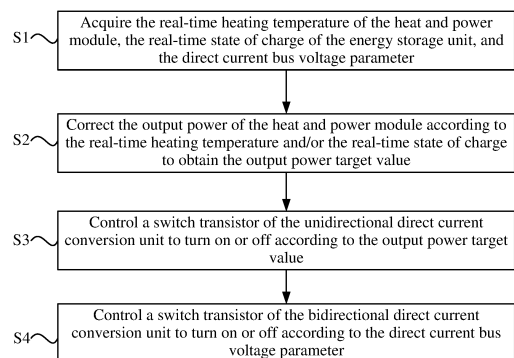 S1
Acquire the real-time heating temperature of the heat and power
module, the real-time state of charge of the energy storage unit, and
the direct current bus voltage parameter
S2
Correct the output power of the heat and power module according to
the real-time heating temperature and/or the real-time state of charge
to obtain the output power target value
S3
Control a switch transistor of the unidirectional direct current
conversion unit to turn on or off according to the output power target
value
S4
Control a switch transistor of the bidirectional direct current
conversion unit to turn on or off according to the direct current bus
voltage parameter